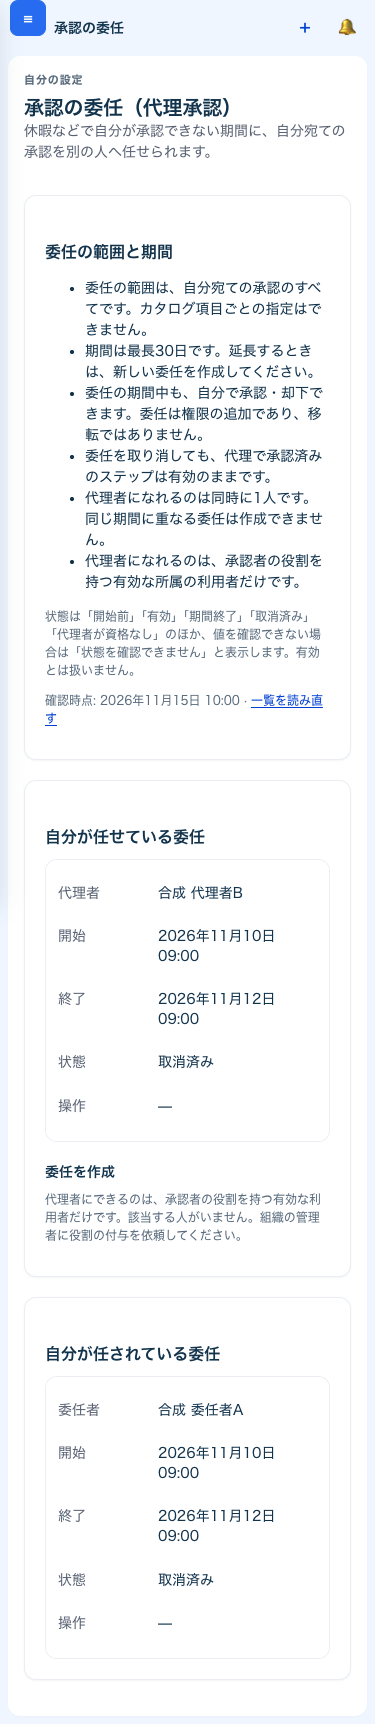 ≡ 承認の委任 + 🔔
自分の設定
承認の委任（代理承認）
休暇などで自分が承認できない期間に、自分宛ての
承認を別の人へ任せられます。
委任の範囲と期間
• 委任の範囲は、自分宛ての承認のすべ
てです。カタログ項目ごとの指定はで
きません。
• 期間は最長30日です。延長するとき
は、新しい委任を作成してください。
• 委任の期間中も、自分で承認・却下で
きます。委任は権限の追加であり、移
転ではありません。
• 委任を取り消しても、代理で承認済み
のステップは有効のままです。
• 代理者になれるのは同時に1人です。
同じ期間に重なる委任は作成できませ
ん。
• 代理者になれるのは、承認者の役割を
持つ有効な所属の利用者だけです。
状態は「開始前」「有効」「期間終了」「取消済み」
「代理者が資格なし」のほか、値を確認できない場
合は「状態を確認できません」と表示します。有効
とは扱いません。
確認時点: 2026年11月15日 10:00 · 一覧を読み直
す
自分が任せている委任
代理者 合成 代理者B
開始 2026年11月10日
09:00
終了 2026年11月12日
09:00
状態 取消済み
操作 —
委任を作成
代理者にできるのは、承認者の役割を持つ有効な利
用者だけです。該当する人がいません。組織の管理
者に役割の付与を依頼してください。
自分が任されている委任
委任者 合成 委任者A
開始 2026年11月10日
09:00
終了 2026年11月12日
09:00
状態 取消済み
操作 —